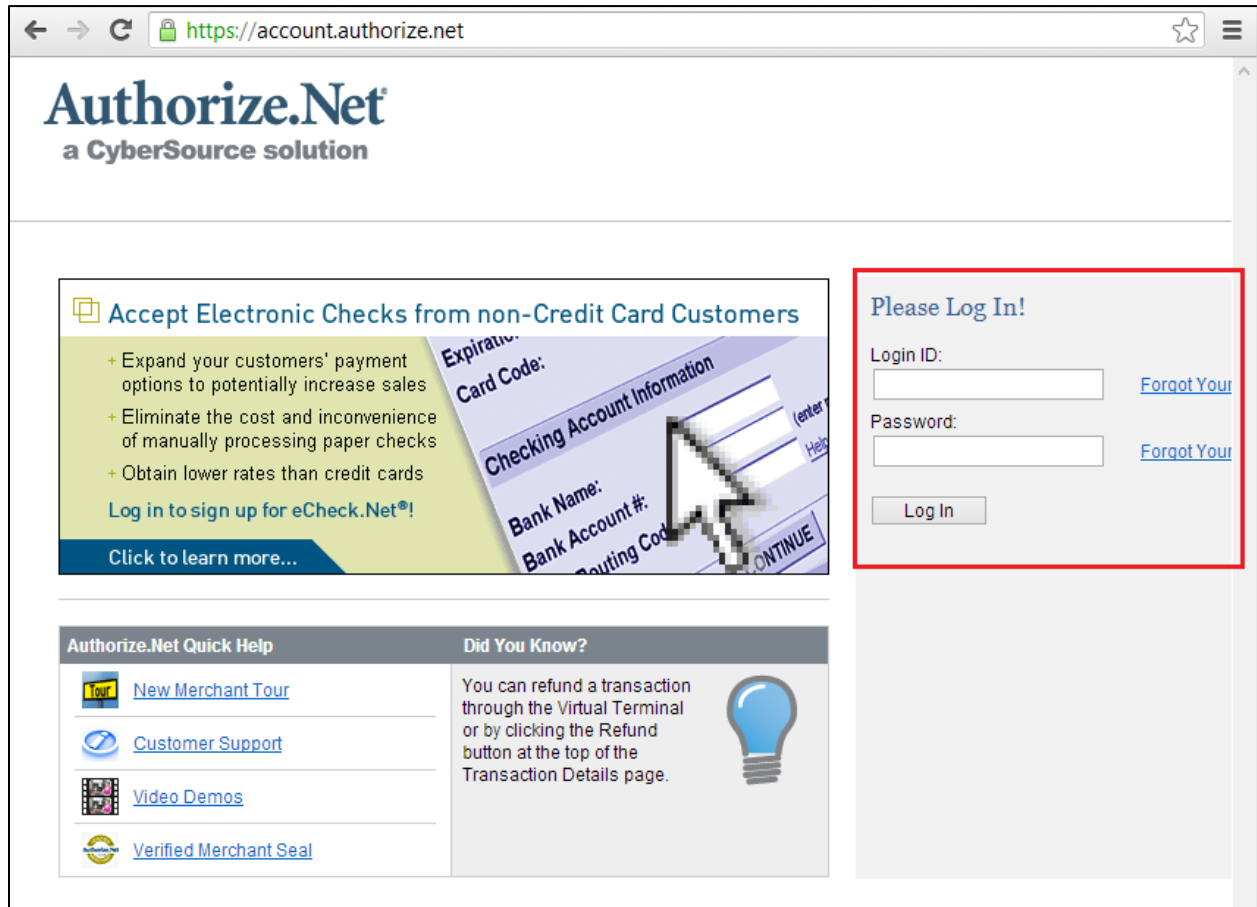 https://account.authorize.net
Authorize.Net®
a CyberSource solution
Accept Electronic Checks from non-Credit Card Customers
+ Expand your customers' payment
options to potentially increase sales
+ Eliminate the cost and inconvenience
of manually processing paper checks
+ Obtain lower rates than credit cards
Log in to sign up for eCheck.Net®!
Click to learn more...
Card Code:
Checking Account Information
(enter
Bank Name:
Bank Account #:
Routing Cod
CONTINUE
Please Log In!
Login ID:
Forgot Your
Password:
Forgot Your
Log In
Authorize.Net Quick Help
Tour
New Merchant Tour
Customer Support
Video Demos
Verified Merchant Seal
Did You Know?
You can refund a transaction
through the Virtual Terminal
or by clicking the Refund
button at the top of the
Transaction Details page.